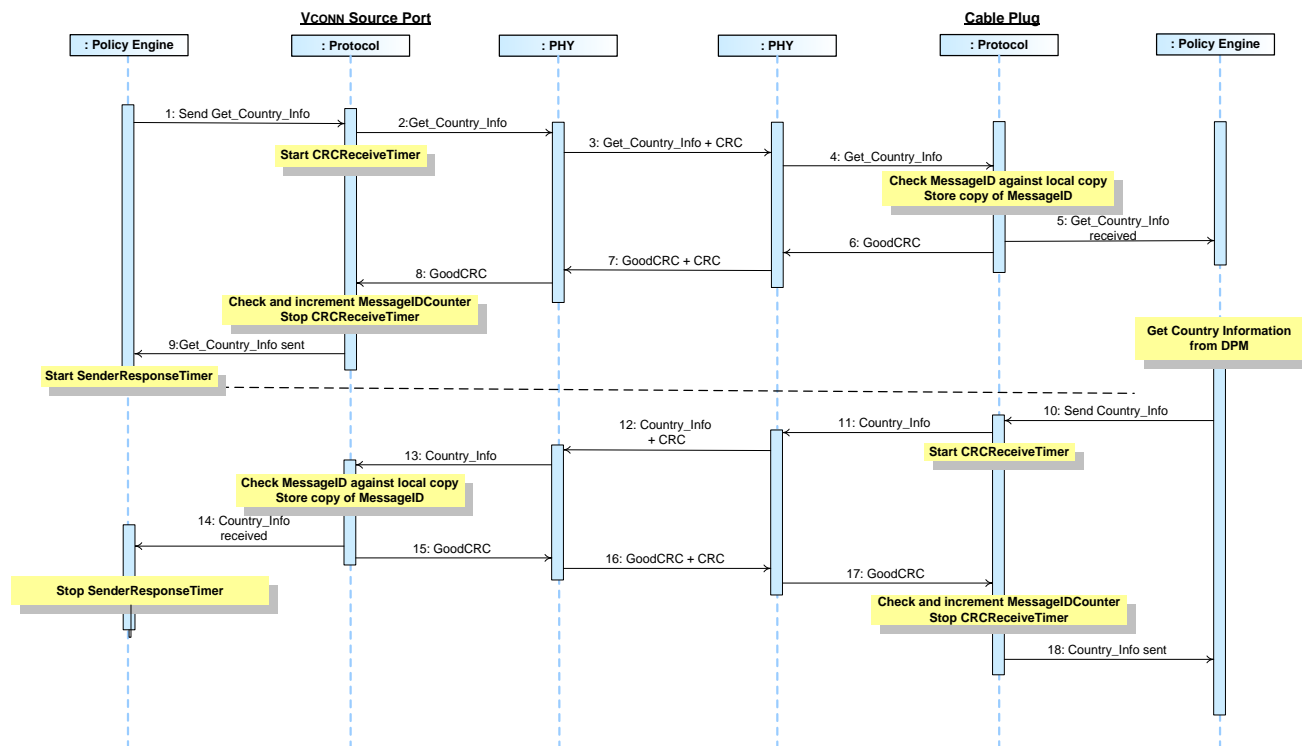 VCONN Source Port
Cable Plug
: Policy Engine
: Protocol
: PHY
: PHY
: Protocol
: Policy Engine
1: Send Get_Country_Info
2:Get_Country_Info
Start CRCReceiveTimer
3: Get_Country_Info + CRC
4: Get_Country_Info
Check MessageID against local copy
Store copy of MessageID
5: Get_Country_Info
received
6: GoodCRC
7: GoodCRC + CRC
8: GoodCRC
Check and increment MessageIDCounter
Stop CRCReceiveTimer
9:Get_Country_Info sent
Start SenderResponseTimer
Get Country Information
from DPM
10: Send Country_Info
11: Country_Info
Start CRCReceiveTimer
12: Country_Info
+ CRC
13: Country_Info
Check MessageID against local copy
Store copy of MessageID
14: Country_Info
received
15: GoodCRC
16: GoodCRC + CRC
17: GoodCRC
Stop SenderResponseTimer
Check and increment MessageIDCounter
Stop CRCReceiveTimer
18: Country_Info sent